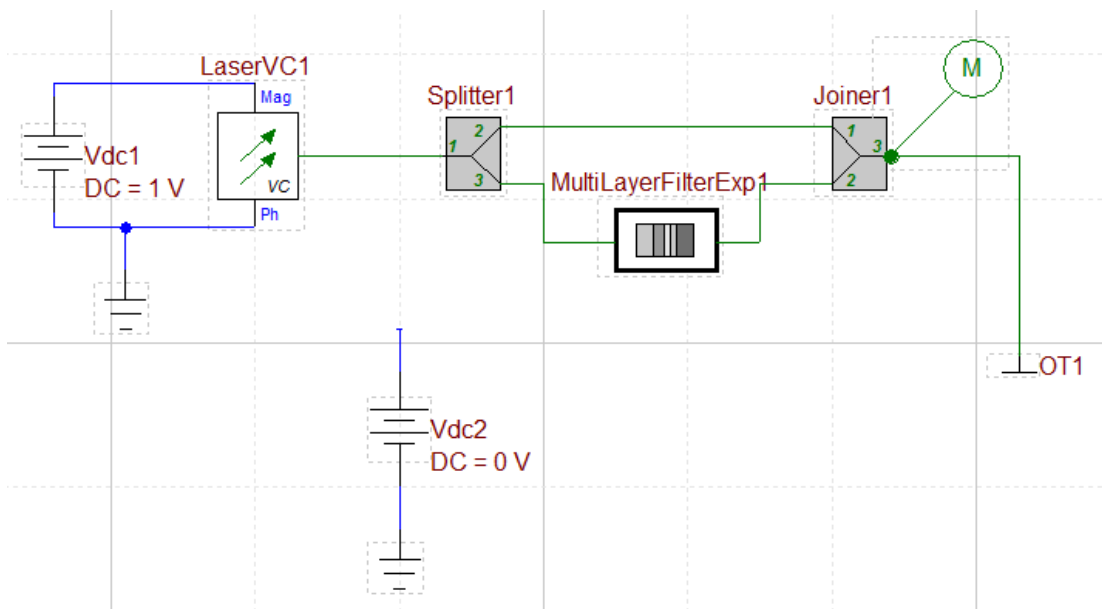 LaserVC1
Mag
VC
Ph
Vdc1
DC = 1 V
Splitter1
1
2
3
MultiLayerFilterExp1
Joiner1
1
2
3
M
OT1
Vdc2
DC = 0 V